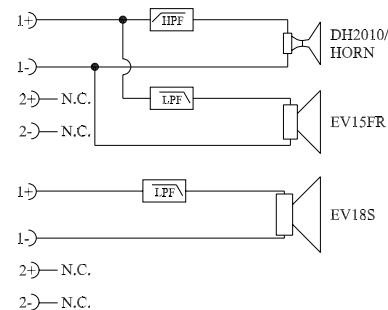 1+
HPF
DH2010/
HORN
1-
2+ N.C.
LPF
2- N.C.
EV15FR
1+
LPF
EV18S
1-
2+ N.C.
2- N.C.